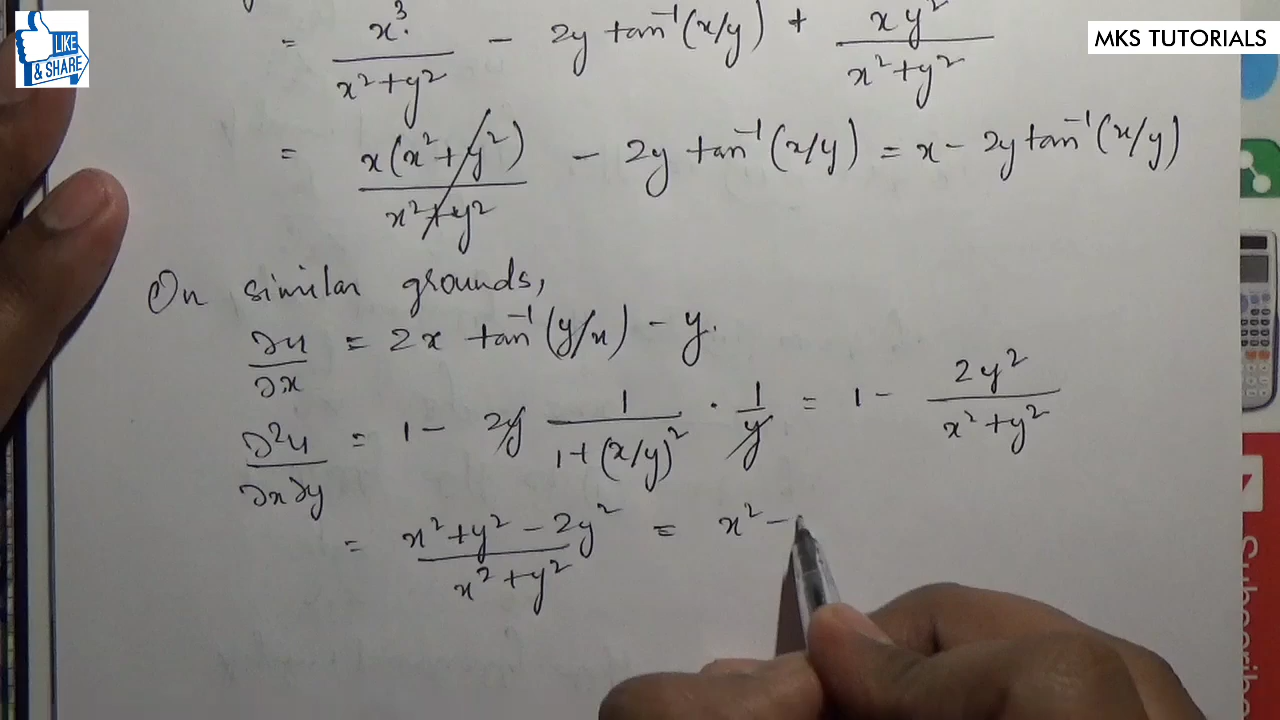 LIKE
& SHARE
MKS TUTORIALS
= x³/(x²+y²) - 2y tan⁻¹(x/y) + xy²/(x²+y²)
= x(x²+y²)/(x²+y²) - 2y tan⁻¹(x/y) = x - 2y tan⁻¹(x/y)
On similar grounds,
∂u/∂x = 2x tan⁻¹(y/x) - y.
∂²u/∂x∂y = 1 - 2y 1/(1+(x/y)²) · 1/y = 1 - 2y²/(x²+y²)
= (x²+y²-2y²)/(x²+y²) = x² -
Subscribe